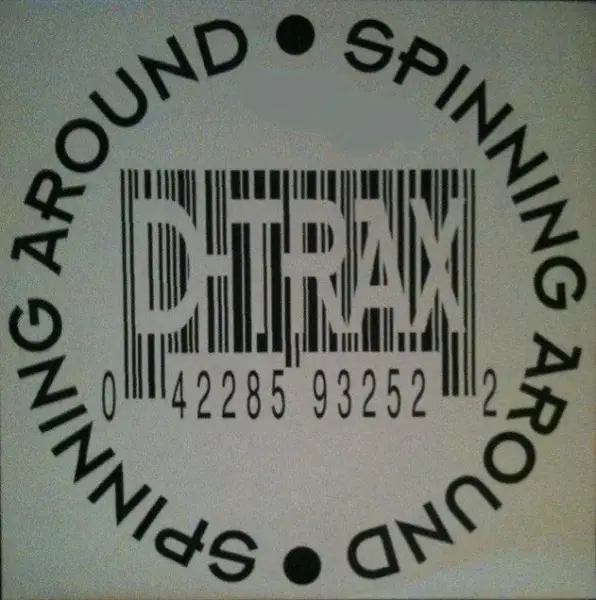 SPINNING AROUND
SPINNING AROUND
D-TRAX
0 42285 93252 2